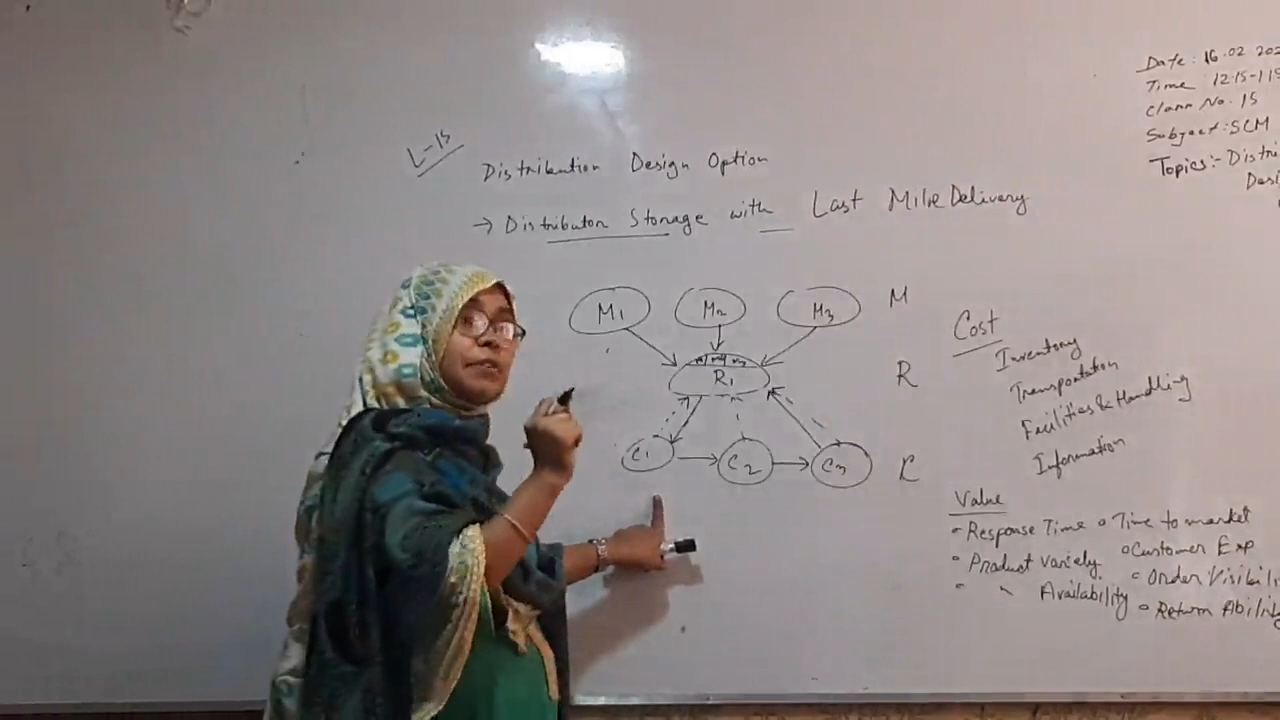 L-15
Distribution Design Option
→ Distributor Storage with Last Mile Delivery
M1 M2 M3 M
R1 R
C1 C2 C3 C
Cost
Inventory
Transportation
Facilities & Handling
Information
Value
Response Time
Time to market
Product variety
Customer Exp
Availability
Order Visibili
Return Ability
Date: 16.02 202
Time 12.15-1.15
Class No. 15
Subject: SCM
Topics:- Distri
Desi